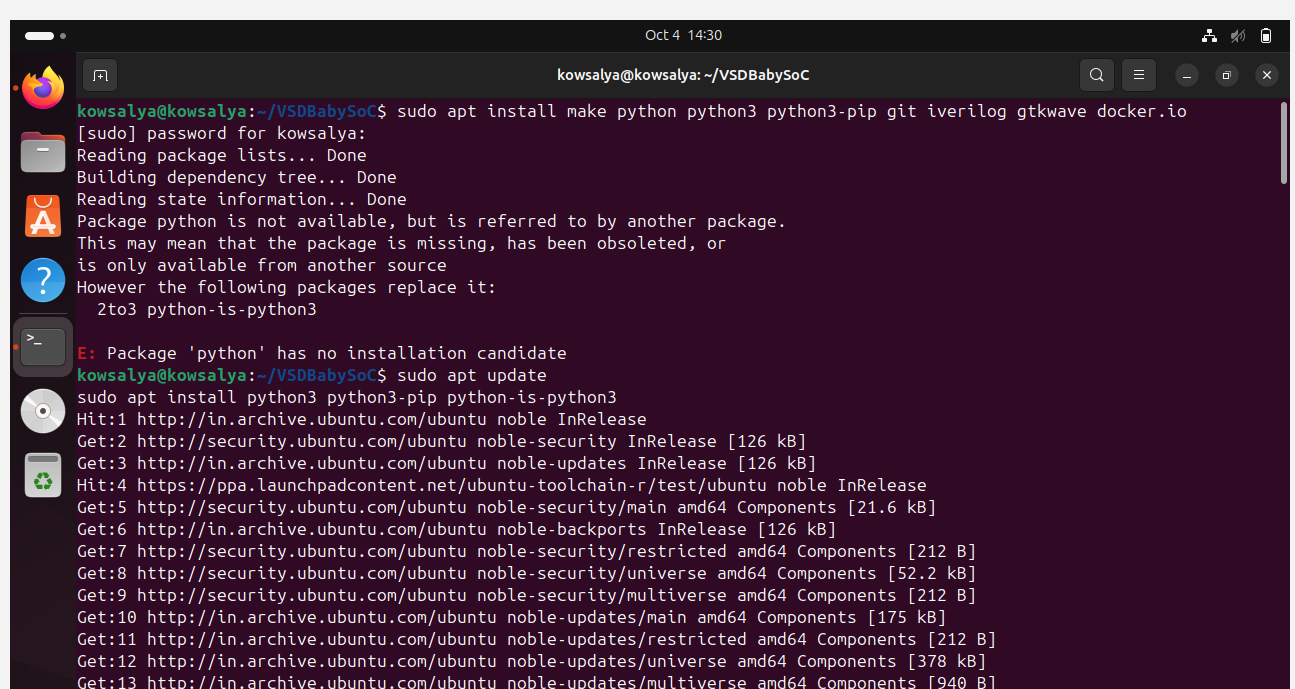 Oct 4 14:30
kowsalya@kowsalya: ~/VSDBabySoC
kowsalya@kowsalya:~/VSDBabySoC$ sudo apt install make python python3 python3-pip git iverilog gtkwave docker.io
[sudo] password for kowsalya:
Reading package lists... Done
Building dependency tree... Done
Reading state information... Done
Package python is not available, but is referred to by another package.
This may mean that the package is missing, has been obsoleted, or
is only available from another source
However the following packages replace it:
  2to3 python-is-python3
E: Package 'python' has no installation candidate
kowsalya@kowsalya:~/VSDBabySoC$ sudo apt update
sudo apt install python3 python3-pip python-is-python3
Hit:1 http://in.archive.ubuntu.com/ubuntu noble InRelease
Get:2 http://security.ubuntu.com/ubuntu noble-security InRelease [126 kB]
Get:3 http://in.archive.ubuntu.com/ubuntu noble-updates InRelease [126 kB]
Hit:4 https://ppa.launchpadcontent.net/ubuntu-toolchain-r/test/ubuntu noble InRelease
Get:5 http://security.ubuntu.com/ubuntu noble-security/main amd64 Components [21.6 kB]
Get:6 http://in.archive.ubuntu.com/ubuntu noble-backports InRelease [126 kB]
Get:7 http://security.ubuntu.com/ubuntu noble-security/restricted amd64 Components [212 B]
Get:8 http://security.ubuntu.com/ubuntu noble-security/universe amd64 Components [52.2 kB]
Get:9 http://security.ubuntu.com/ubuntu noble-security/multiverse amd64 Components [212 B]
Get:10 http://in.archive.ubuntu.com/ubuntu noble-updates/main amd64 Components [175 kB]
Get:11 http://in.archive.ubuntu.com/ubuntu noble-updates/restricted amd64 Components [212 B]
Get:12 http://in.archive.ubuntu.com/ubuntu noble-updates/universe amd64 Components [378 kB]
Get:13 http://in.archive.ubuntu.com/ubuntu noble-updates/multiverse amd64 Components [940 B]